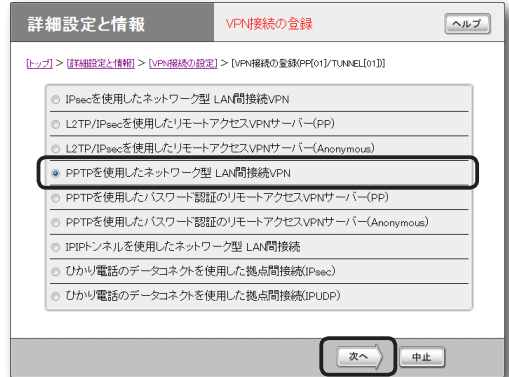 詳細設定と情報
VPN接続の登録
ヘルプ
[トップ] > [詳細設定と情報] > [VPN接続の設定] > [VPN接続の登録(PP[01]/TUNNEL[01])]
IPsecを使用したネットワーク型 LAN間接続VPN
L2TP/IPsecを使用したリモートアクセスVPNサーバー(PP)
L2TP/IPsecを使用したリモートアクセスVPNサーバー(Anonymous)
PPTPを使用したネットワーク型 LAN間接続VPN
PPTPを使用したパスワード認証のリモートアクセスVPNサーバー(PP)
PPTPを使用したパスワード認証のリモートアクセスVPNサーバー(Anonymous)
IPIPトンネルを使用したネットワーク型 LAN間接続
ひかり電話のデータコネクトを使用した拠点間接続(IPsec)
ひかり電話のデータコネクトを使用した拠点間接続(IPUDP)
次へ
中止